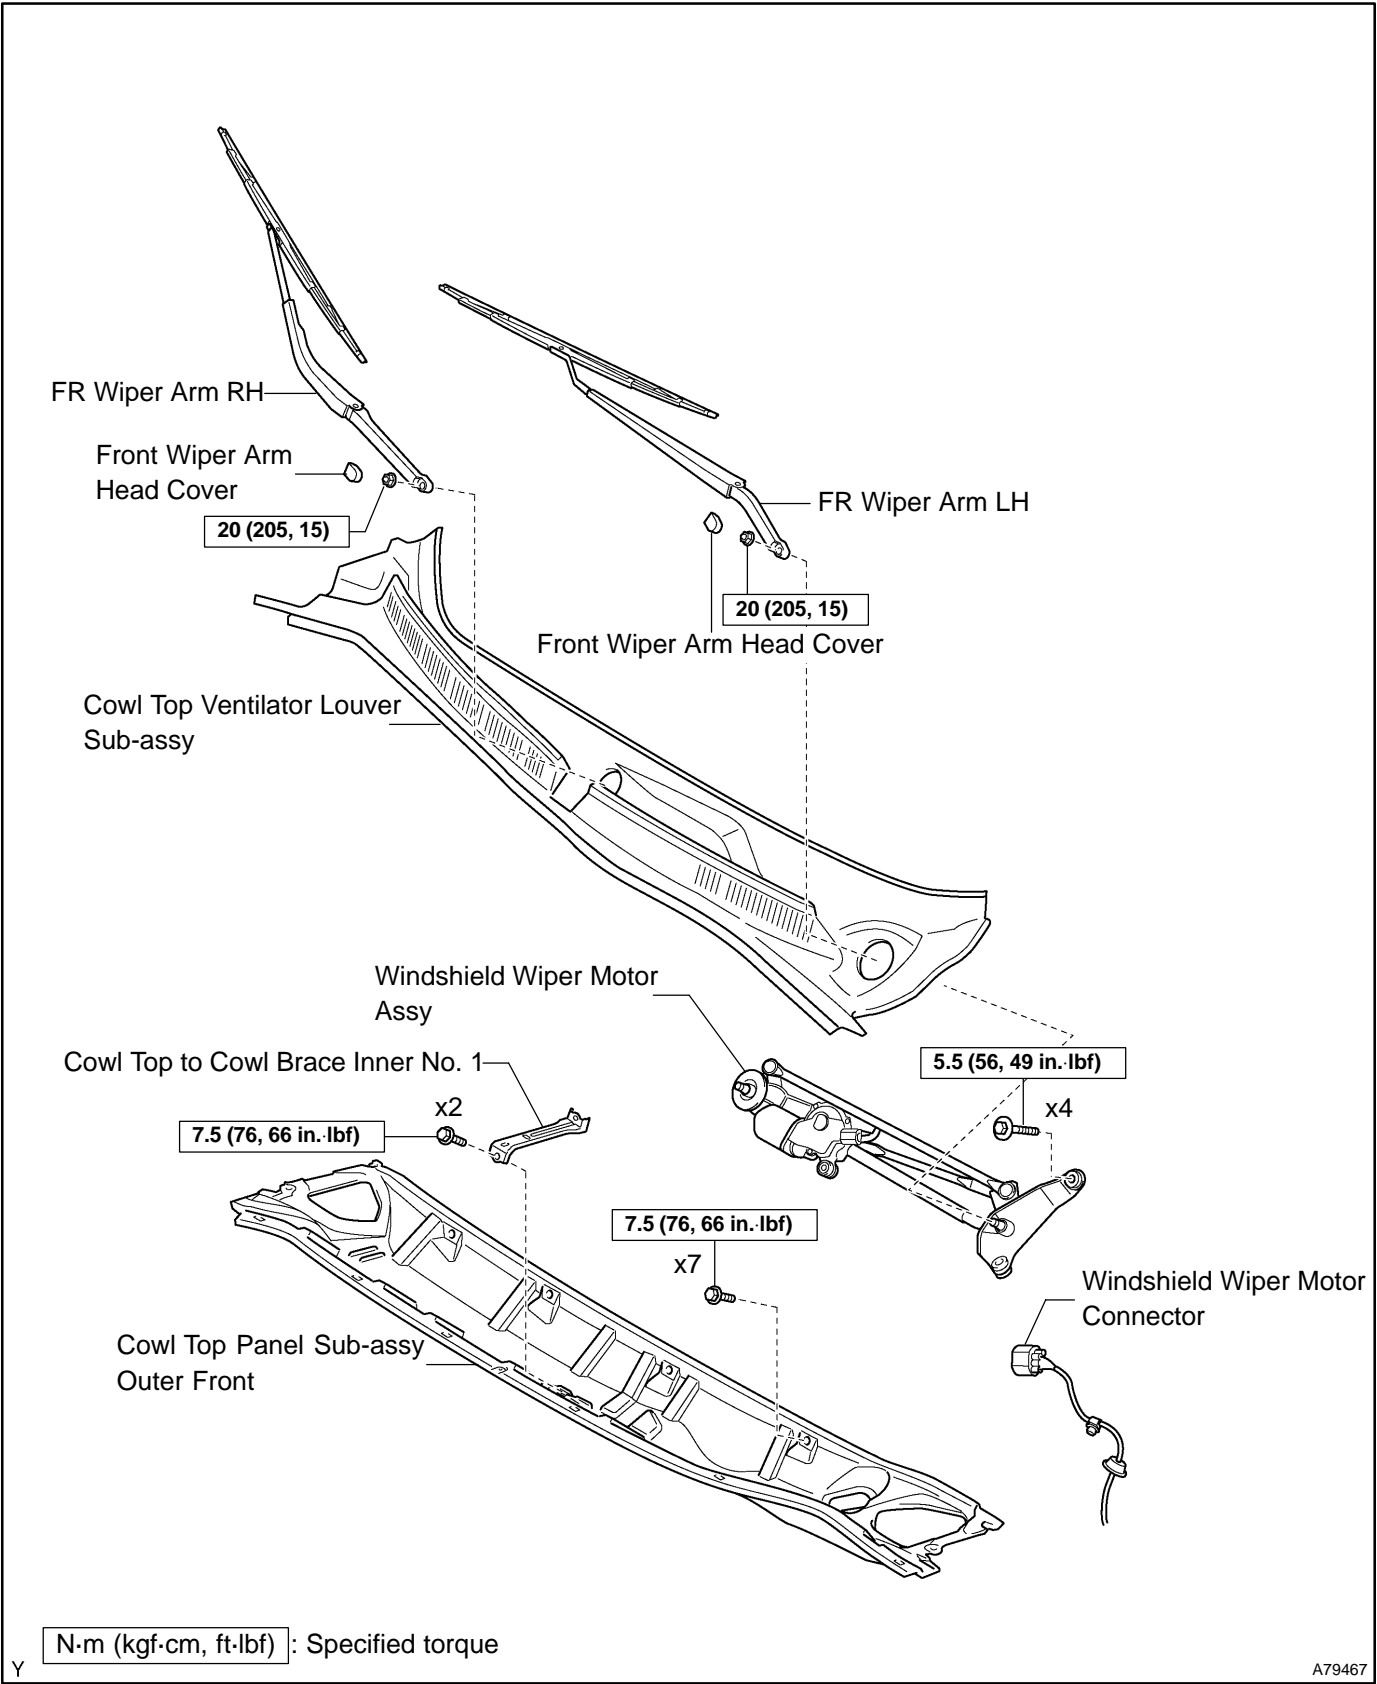 FR Wiper Arm RH
Front Wiper Arm
Head Cover
20 (205, 15)
FR Wiper Arm LH
20 (205, 15)
Front Wiper Arm Head Cover
Cowl Top Ventilator Louver
Sub-assy
Windshield Wiper Motor
Assy
Cowl Top to Cowl Brace Inner No. 1
5.5 (56, 49 in.·lbf)
x4
x2
7.5 (76, 66 in.·lbf)
7.5 (76, 66 in.·lbf)
x7
Windshield Wiper Motor
Connector
Cowl Top Panel Sub-assy
Outer Front
N·m (kgf·cm, ft·lbf) : Specified torque
Y
A79467